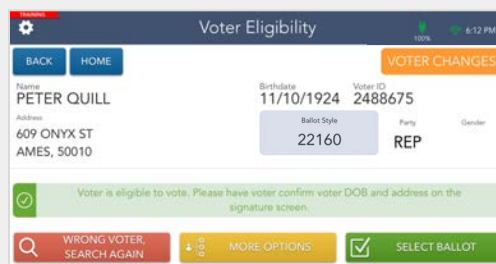 TRAINING
Voter Eligibility
100%
6:12 PM
BACK
HOME
VOTER CHANGES
Name
PETER QUILL
Birthdate
11/10/1924
Voter ID
2488675
Address
609 ONYX ST
AMES, 50010
Ballot Style
22160
Party
REP
Gender
Voter is eligible to vote. Please have voter confirm voter DOB and address on the
signature screen.
WRONG VOTER,
SEARCH AGAIN
MORE OPTIONS
SELECT BALLOT